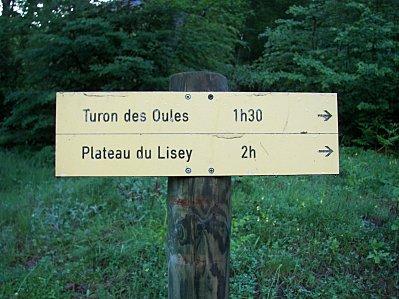 Turon des Oules 1h30
Plateau du Lisey 2h